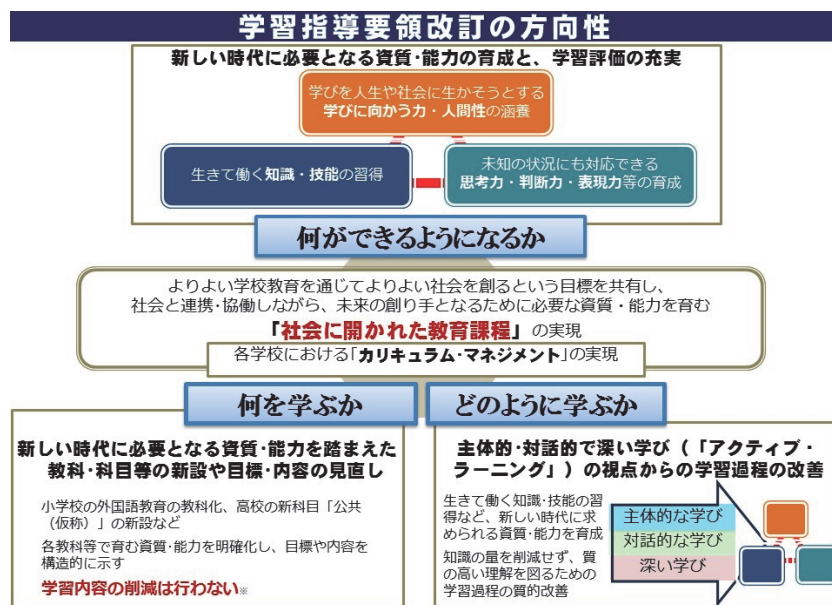 学習指導要領改訂の方向性
新しい時代に必要となる資質･能力の育成と、学習評価の充実
学びを人生や社会に生かそうとする
学びに向かう力・人間性の涵養
生きて働く知識・技能の習得
未知の状況にも対応できる
思考力・判断力・表現力等の育成
何ができるようになるか
よりよい学校教育を通じてよりよい社会を創るという目標を共有し、
社会と連携･協働しながら、未来の創り手となるために必要な資質・能力を育む
「社会に開かれた教育課程」の実現
各学校における「カリキュラム･マネジメント」の実現
何を学ぶか
新しい時代に必要となる資質･能力を踏まえた
教科･科目等の新設や目標･内容の見直し
小学校の外国語教育の教科化、高校の新科目「公共
（仮称）」の新設など
各教科等で育む資質･能力を明確化し、目標や内容を
構造的に示す
学習内容の削減は行わない※
どのように学ぶか
主体的･対話的で深い学び（「アクティブ・
ラーニング」）の視点からの学習過程の改善
生きて働く知識･技能の習
得など、新しい時代に求
められる資質･能力を育成
知識の量を削減せず、質
の高い理解を図るための
学習過程の質的改善
主体的な学び
対話的な学び
深い学び